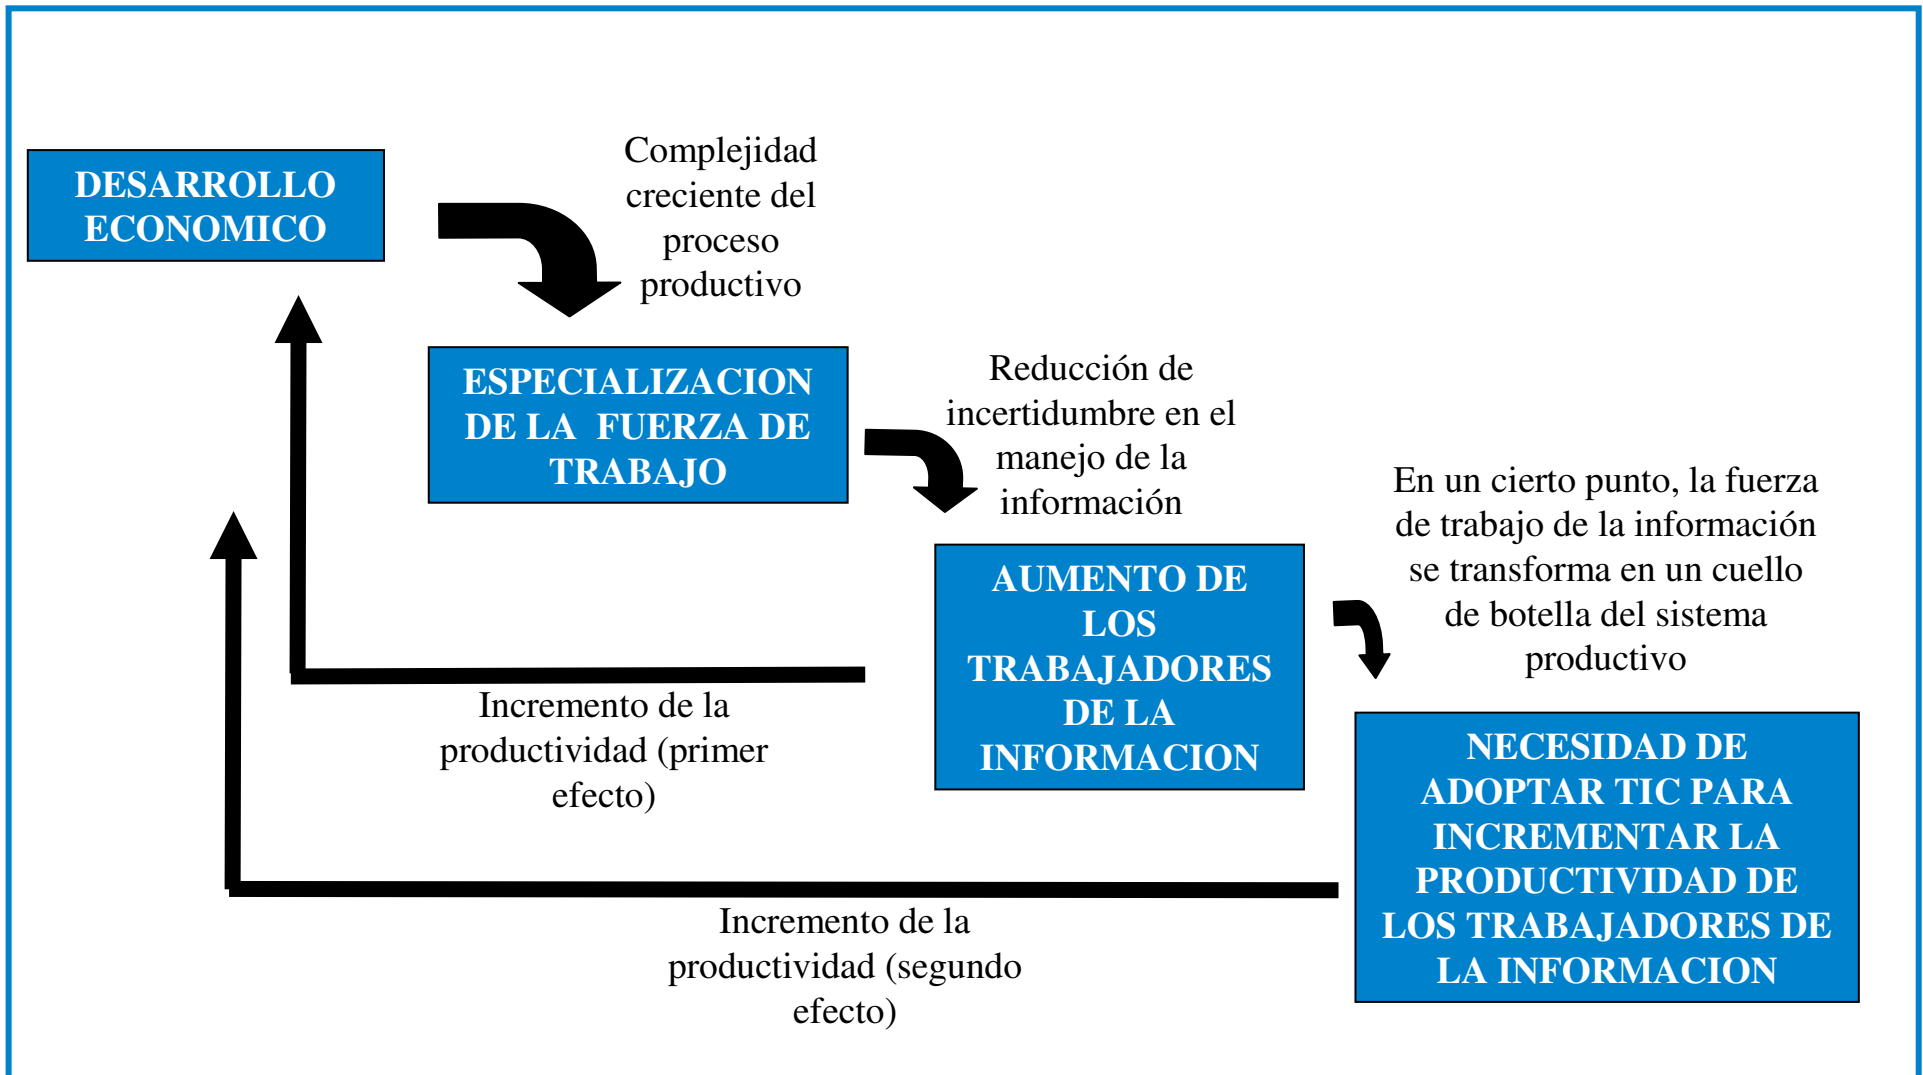 DESARROLLO
ECONOMICO
Complejidad
creciente del
proceso
productivo
ESPECIALIZACION
DE LA FUERZA DE
TRABAJO
Reducción de
incertidumbre en el
manejo de la
información
AUMENTO DE
LOS
TRABAJADORES
DE LA
INFORMACION
En un cierto punto, la fuerza
de trabajo de la información
se transforma en un cuello
de botella del sistema
productivo
NECESIDAD DE
ADOPTAR TIC PARA
INCREMENTAR LA
PRODUCTIVIDAD DE
LOS TRABAJADORES DE
LA INFORMACION
Incremento de la
productividad (primer
efecto)
Incremento de la
productividad (segundo
efecto)